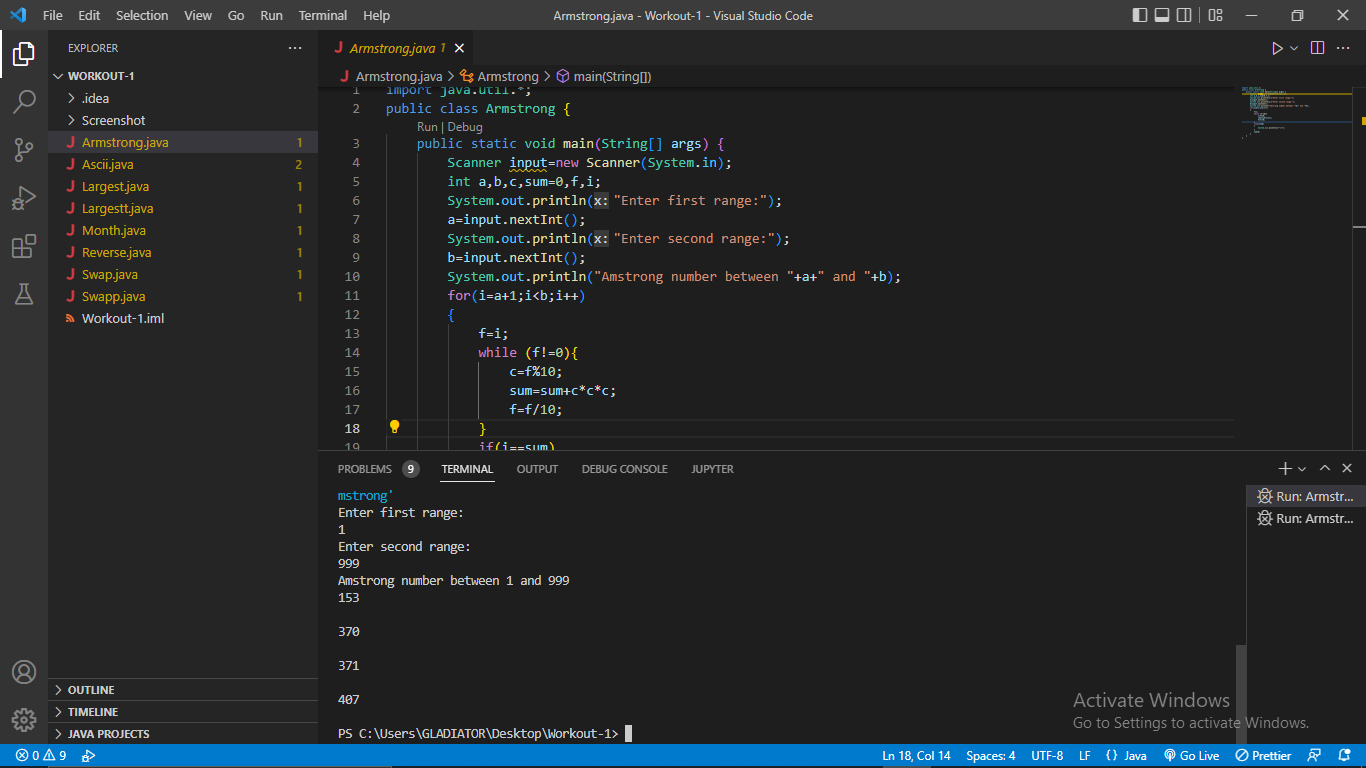 File Edit Selection View Go Run Terminal Help Armstrong.java - Workout-1 - Visual Studio Code
EXPLORER
WORKOUT-1
.idea
Screenshot
Armstrong.java 1
Ascii.java 2
Largest.java 1
Largestt.java 1
Month.java 1
Reverse.java 1
Swap.java 1
Swapp.java 1
Workout-1.iml
OUTLINE
TIMELINE
JAVA PROJECTS
Armstrong.java 1
Armstrong.java > Armstrong > main(String[])
1 import java.util.*;
2 public class Armstrong {
Run | Debug
3 public static void main(String[] args) {
4 Scanner input=new Scanner(System.in);
5 int a,b,c,sum=0,f,i;
6 System.out.println(x: "Enter first range:");
7 a=input.nextInt();
8 System.out.println(x: "Enter second range:");
9 b=input.nextInt();
10 System.out.println("Amstrong number between "+a+" and "+b);
11 for(i=a+1;i<b;i++)
12 {
13 f=i;
14 while (f!=0){
15 c=f%10;
16 sum=sum+c*c*c;
17 f=f/10;
18 }
19 if(i==sum)
PROBLEMS 9 TERMINAL OUTPUT DEBUG CONSOLE JUPYTER
mstrong'
Enter first range:
1
Enter second range:
999
Amstrong number between 1 and 999
153
370
371
407
PS C:\Users\GLADIATOR\Desktop\Workout-1>
Run: Armstr...
Run: Armstr...
Activate Windows
Go to Settings to activate Windows.
0 9 Ln 18, Col 14 Spaces: 4 UTF-8 LF {} Java Go Live Prettier